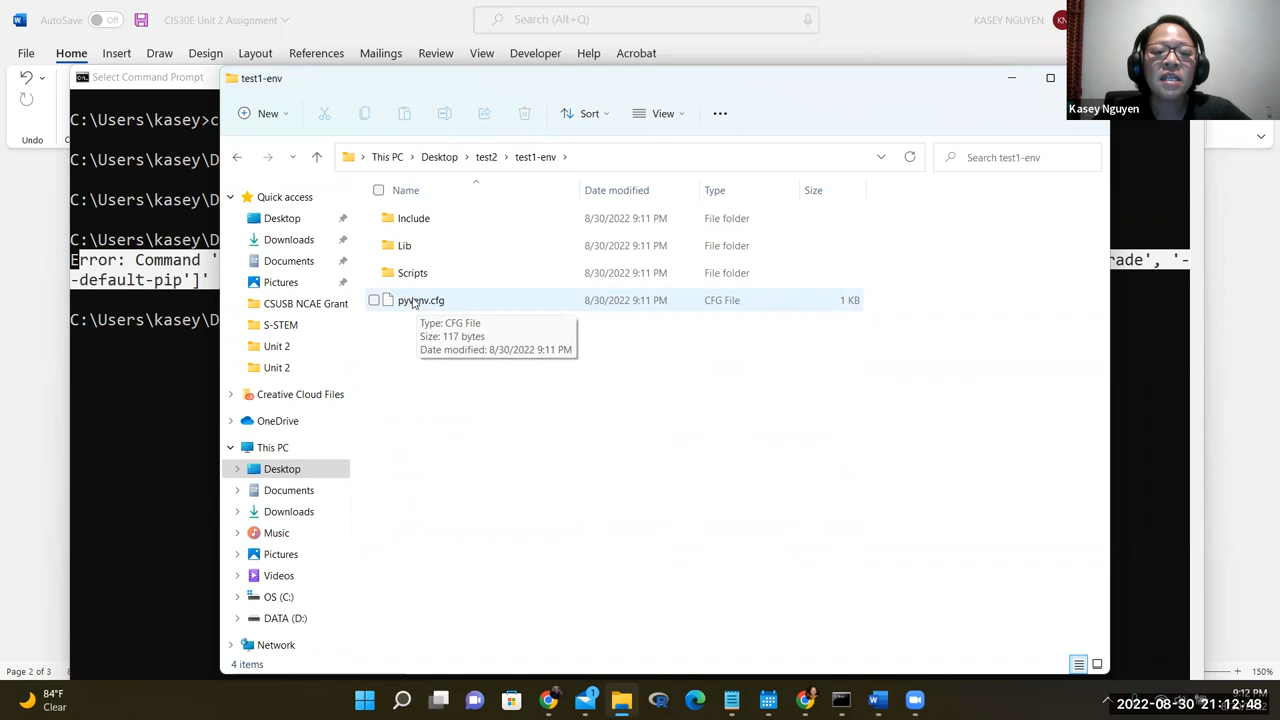 AutoSave Off CIS30E Unit 2 Assignment Search (Alt+Q) KASEY NGUYEN KN
File Home Insert Draw Design Layout References Mailings Review View Developer Help Acrobat
Select Command Prompt
test1-env
C:\Users\kasey>c
New Sort View
Kasey Nguyen
Undo
C:\Users\kasey\D
This PC > Desktop > test2 > test1-env > Search test1-env
Name Date modified Type Size
Quick access
C:\Users\kasey\D
Desktop
Include 8/30/2022 9:11 PM File folder
C:\Users\kasey\D
Downloads
Lib 8/30/2022 9:11 PM File folder
Error: Command '
rade', '-
Documents
Scripts 8/30/2022 9:11 PM File folder
-default-pip']'
Pictures
CSUSB NCAE Grant
pyvenv.cfg 8/30/2022 9:11 PM CFG File 1 KB
C:\Users\kasey\D
S-STEM
Type: CFG File
Size: 117 bytes
Date modified: 8/30/2022 9:11 PM
Unit 2
Unit 2
Creative Cloud Files
OneDrive
This PC
Desktop
Documents
Downloads
Music
Pictures
Videos
OS (C:)
DATA (D:)
Network
4 items
Page 2 of 3
150%
84°F
Clear
9:12 PM
2022-08-30 21:12:48